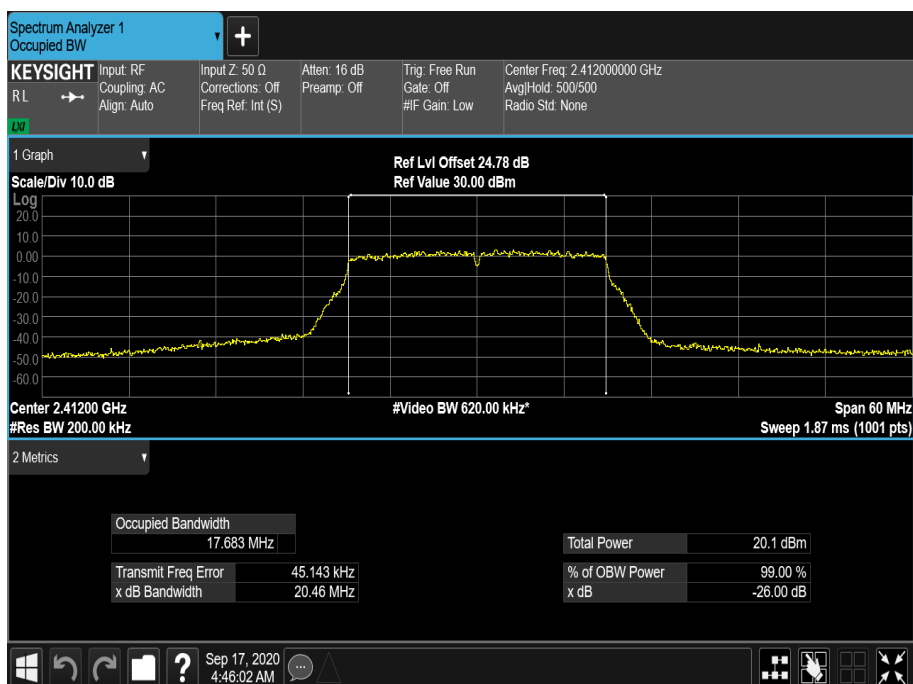 Spectrum Analyzer 1
Occupied BW
KEYSIGHT
RL
LXI
Input: RF
Coupling: AC
Align: Auto
Input Z: 50 Ω
Corrections: Off
Freq Ref: Int (S)
Atten: 16 dB
Preamp: Off
Trig: Free Run
Gate: Off
#IF Gain: Low
Center Freq: 2.412000000 GHz
Avg|Hold: 500/500
Radio Std: None
1 Graph
Scale/Div 10.0 dB
Ref Lvl Offset 24.78 dB
Ref Value 30.00 dBm
Log
20.0
10.0
0.00
-10.0
-20.0
-30.0
-40.0
-50.0
-60.0
Center 2.41200 GHz
#Video BW 620.00 kHz*
Span 60 MHz
#Res BW 200.00 kHz
Sweep 1.87 ms (1001 pts)
2 Metrics
Occupied Bandwidth
17.683 MHz
Total Power 20.1 dBm
Transmit Freq Error 45.143 kHz
% of OBW Power 99.00 %
x dB Bandwidth 20.46 MHz
x dB -26.00 dB
?
Sep 17, 2020
4:46:02 AM